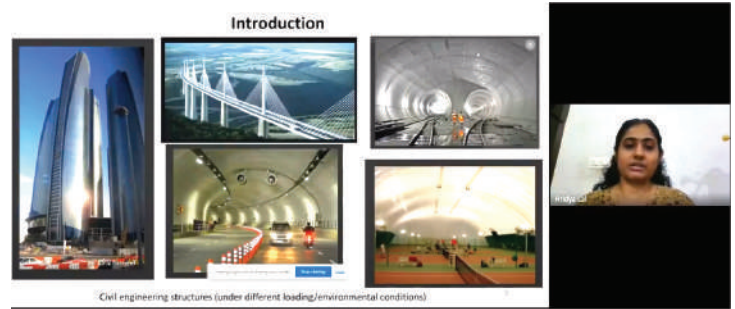 Introduction
Stop sharing
Civil engineering structures (under different loading/environmental conditions)